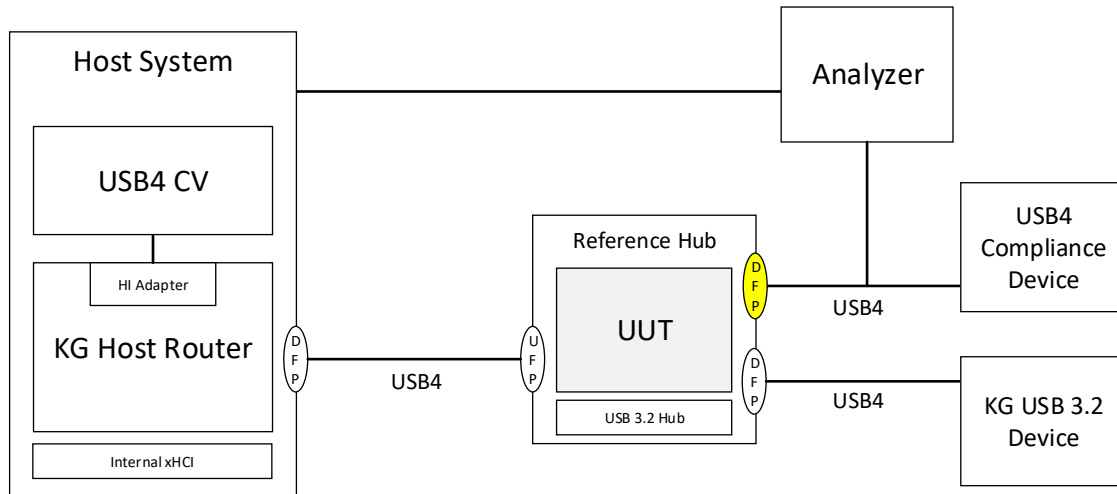 Host System
USB4 CV
HI Adapter
KG Host Router
Internal xHCI
D
F
P
USB4
U
F
P
Reference Hub
UUT
USB 3.2 Hub
D
F
P
D
F
P
Analyzer
USB4
USB4
USB4
Compliance
Device
KG USB 3.2
Device